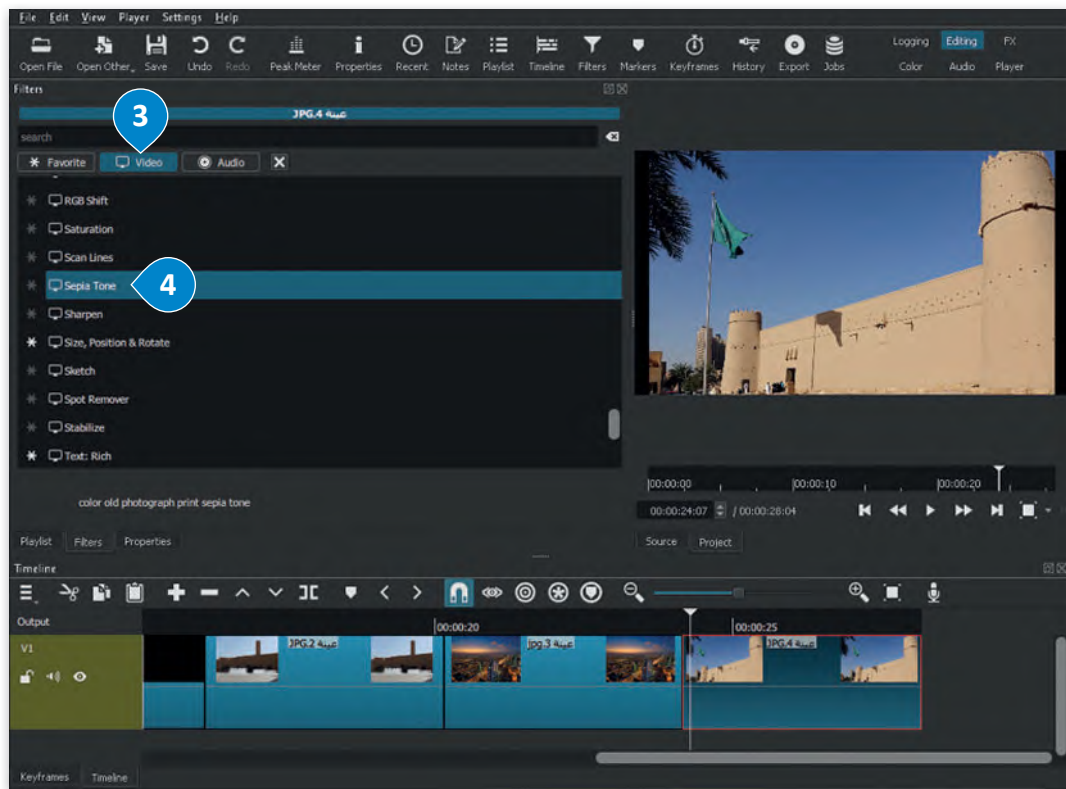 File Edit View Player Settings Help
Open File Open Other Save Undo Redo Peak Meter Properties Recent Notes Playlist Timeline Filters Markers Keyframes History Export Jobs
Logging Editing FX
Color Audio Player
Filters
عينة JPG.4
3
search
Favorite Video Audio
RGB Shift
Saturation
Scan Lines
Sepia Tone
4
Sharpen
Size, Position & Rotate
Sketch
Spot Remover
Stabilize
Text: Rich
color old photograph print sepia tone
00:00:00 00:00:10 00:00:20
00:00:24:07 / 00:00:28:04
Playlist Filters Properties
Source Project
Timeline
Output
00:00:20 00:00:25
V1
عينة JPG.2 عينة jpg.3 عينة JPG.4
Keyframes Timeline